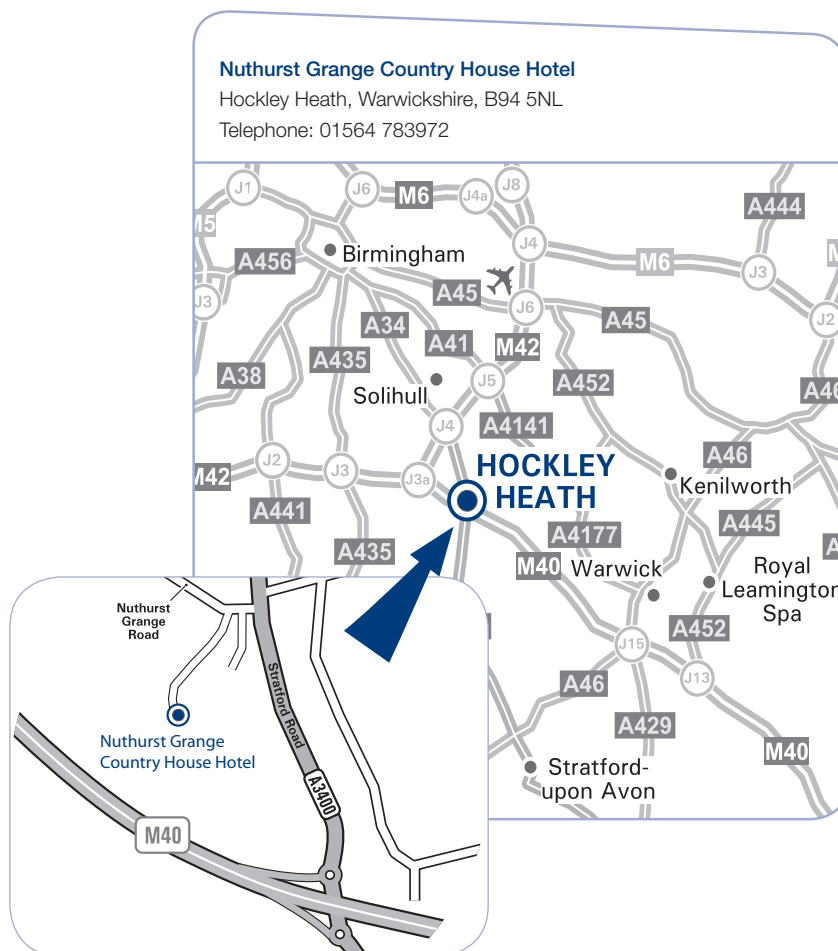 Nuthurst Grange Country House Hotel
Hockley Heath, Warwickshire, B94 5NL
Telephone: 01564 783972
J1
J6
M6
J4a
J8
A444
M5
Birmingham
J4
A456
M6
J3
J3
A45
J6
A45
J2
A34
A41
M42
A435
A38
Solihull
J5
A452
A46
J4
A4141
J2
J3
M42
J3a
HOCKLEY
HEATH
A46
Kenilworth
A441
A4177
A445
A435
M40
Warwick
Royal
Leamington
Spa
A452
J15
A46
J13
A429
M40
Stratford-
upon Avon
Nuthurst
Grange
Road
Stratford Road
Nuthurst Grange
Country House Hotel
A3400
M40